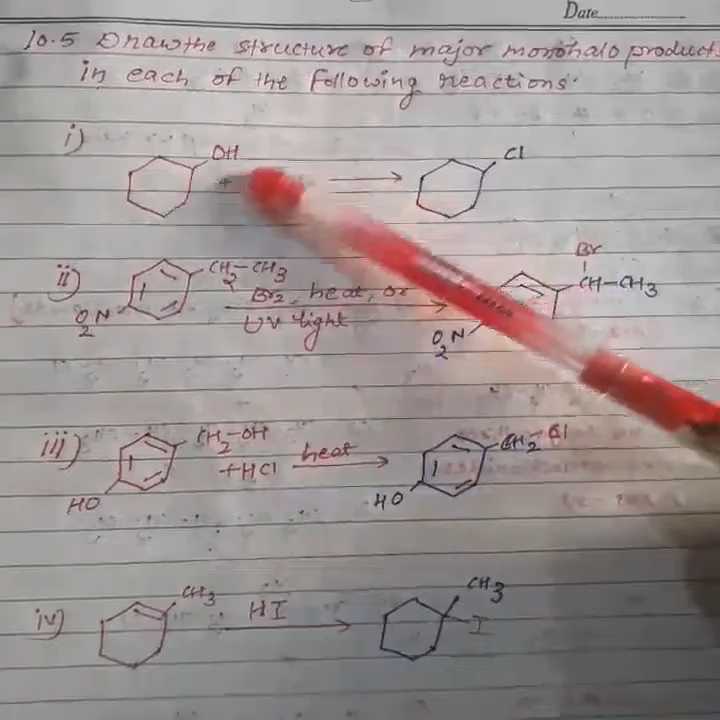 Date
10.5 Draw the structure of major monohalo products
in each of the following reactions.
i)
OH
+
Cl
ii)
CH2-CH3
O2N
Br2, heat, or
UV light
Br
CH-CH3
O2N
iii)
CH2-OH
+HCl
heat
HO
CH2-Cl
HO
iv)
CH3
HI
CH3
I